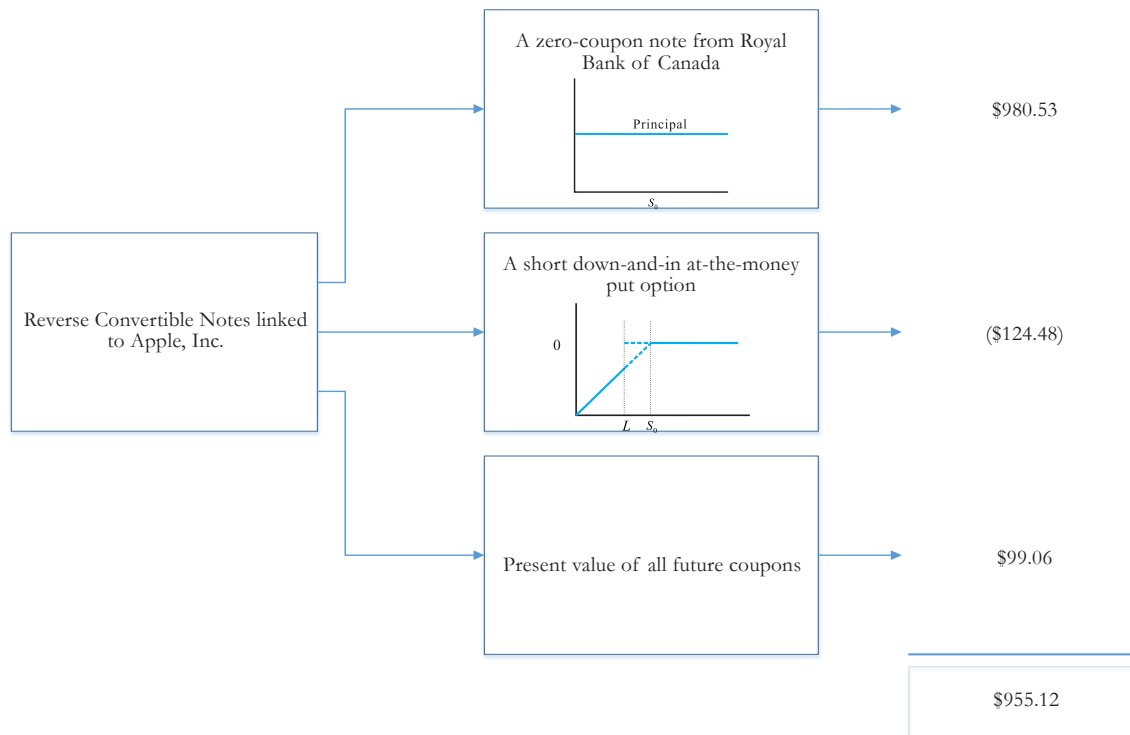 A zero-coupon note from Royal
Bank of Canada
Principal
S₀
$980.53
Reverse Convertible Notes linked
to Apple, Inc.
A short down-and-in at-the-money
put option
0
L S₀
($124.48)
Present value of all future coupons
$99.06
$955.12